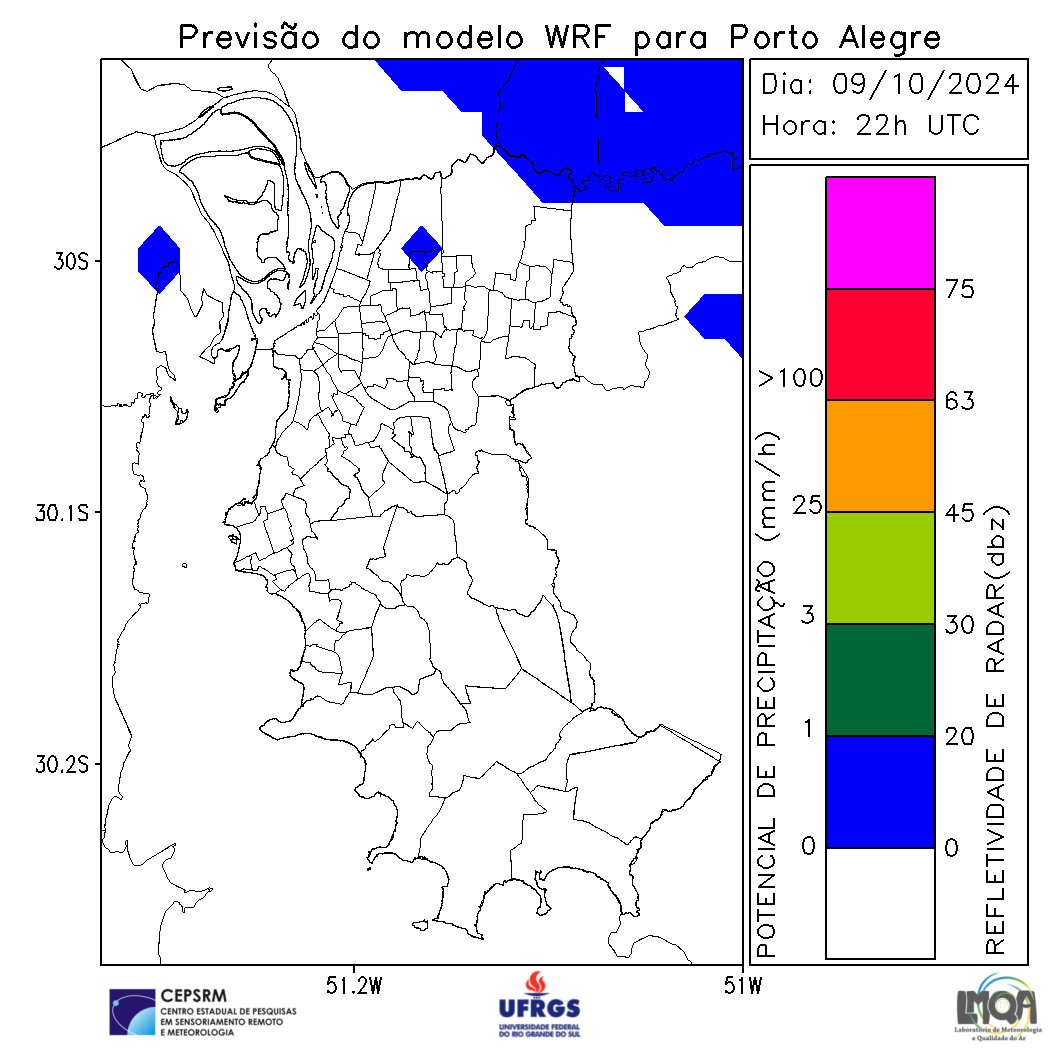 Previsão do modelo WRF para Porto Alegre
Dia: 09/10/2024
Hora: 22h UTC
30S
30.1S
30.2S
51.2W
51W
POTENCIAL DE PRECIPITAÇÃO (mm/h)
>100
25
3
1
0
75
63
45
30
20
0
REFLETIVIDADE DE RADAR(dbz)
CEPSRM
CENTRO ESTADUAL DE PESQUISAS
EM SENSORIAMENTO REMOTO
E METEOROLOGIA
UFRGS
UNIVERSIDADE FEDERAL
DO RIO GRANDE DO SUL
LMQA
Laboratório de Meteorologia
e Qualidade do Ar